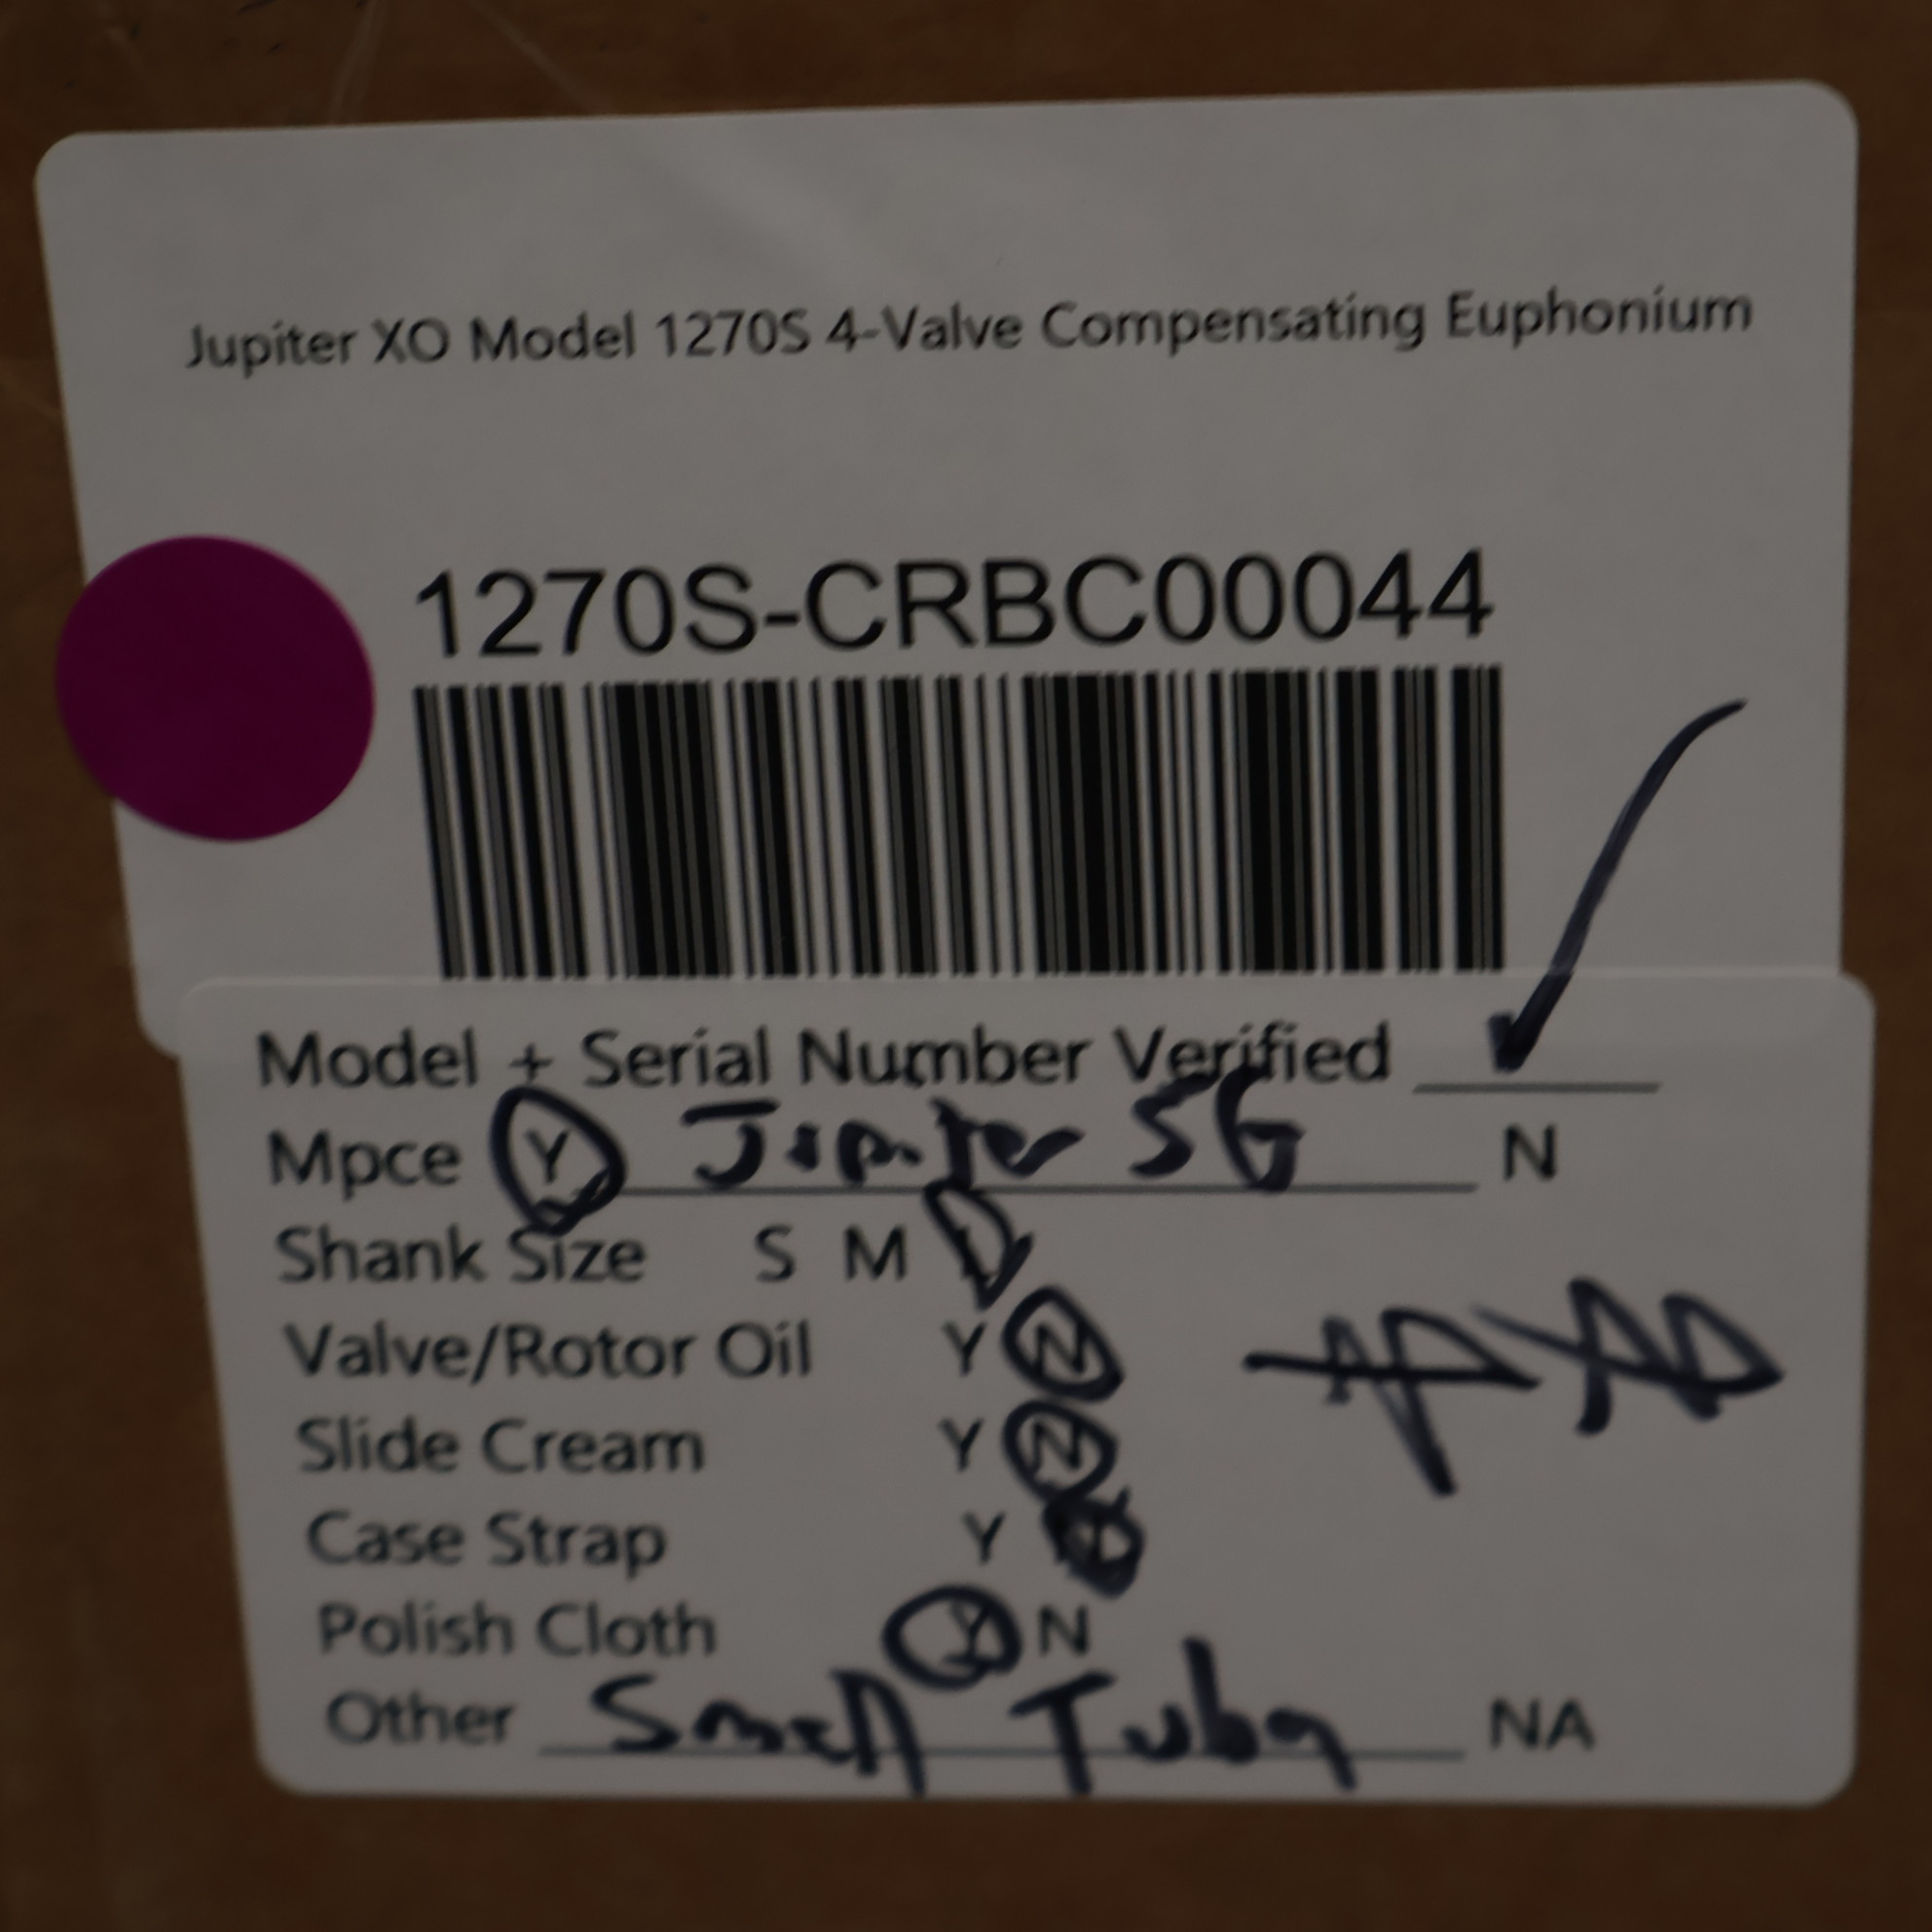 Jupiter XO Model 1270S 4-Valve Compensating Euphonium
1270S-CRBC00044
Model + Serial Number Verified ✓
Mpce Y Jupiter 5G N
Shank Size S M L
Valve/Rotor Oil Y N
Slide Cream Y N
Case Strap Y N
Polish Cloth Y N
Other Small Tuba NA